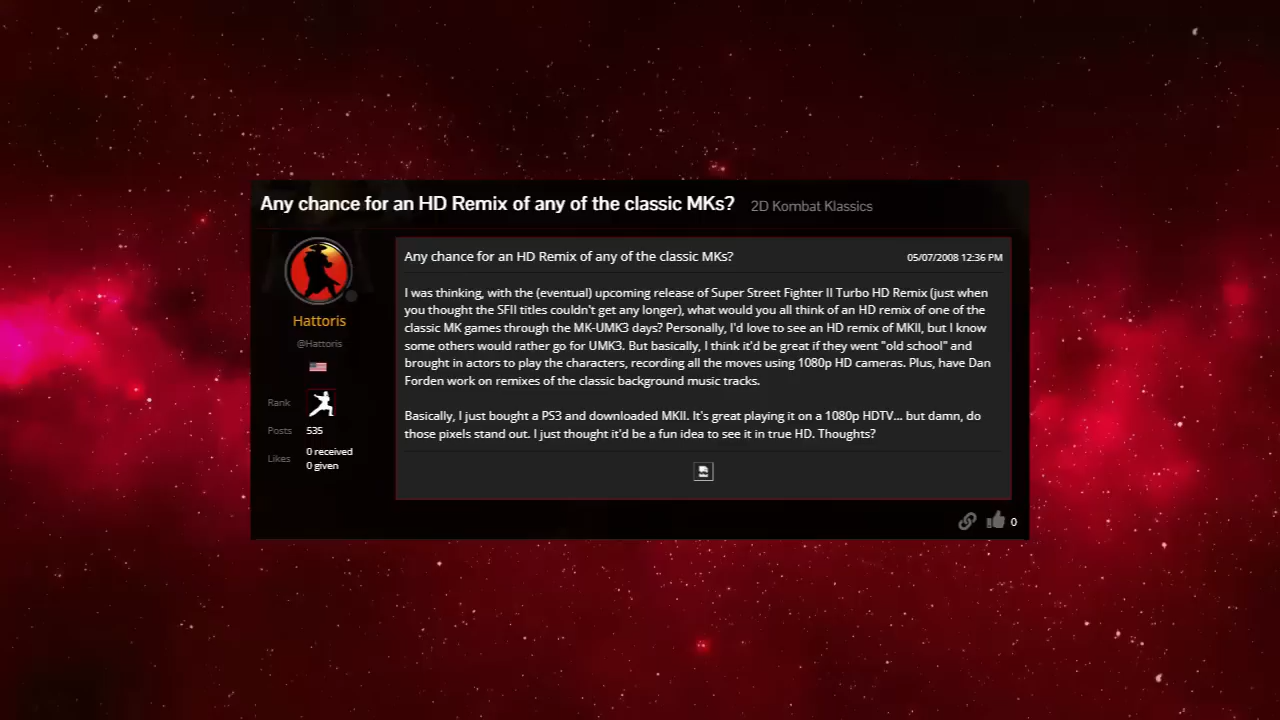 Any chance for an HD Remix of any of the classic MKs? 2D Kombat Klassics
Hattoris
@Hattoris
Rank
Posts 535
Likes 0 received
0 given
Any chance for an HD Remix of any of the classic MKs? 05/07/2008 12:36 PM
I was thinking, with the (eventual) upcoming release of Super Street Fighter II Turbo HD Remix (just when
you thought the SFII titles couldn't get any longer), what would you all think of an HD remix of one of the
classic MK games through the MK-UMK3 days? Personally, I'd love to see an HD remix of MKII, but I know
some others would rather go for UMK3. But basically, I think it'd be great if they went "old school" and
brought in actors to play the characters, recording all the moves using 1080p HD cameras. Plus, have Dan
Forden work on remixes of the classic background music tracks.
Basically, I just bought a PS3 and downloaded MKII. It's great playing it on a 1080p HDTV... but damn, do
those pixels stand out. I just thought it'd be a fun idea to see it in true HD. Thoughts?
0